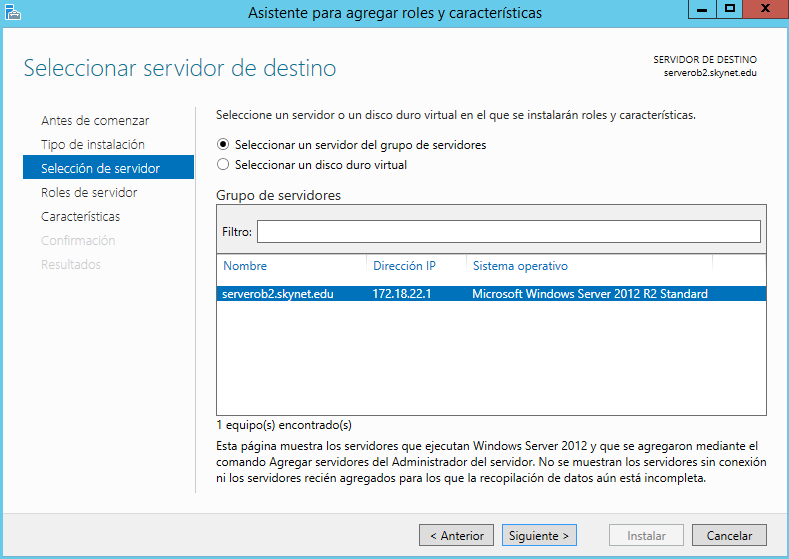 Asistente para agregar roles y características
Seleccionar servidor de destino
SERVIDOR DE DESTINO
serverob2.skynet.edu
Antes de comenzar
Tipo de instalación
Selección de servidor
Roles de servidor
Características
Confirmación
Resultados
Seleccione un servidor o un disco duro virtual en el que se instalarán roles y características.
Seleccionar un servidor del grupo de servidores
Seleccionar un disco duro virtual
Grupo de servidores
Filtro:
Nombre Dirección IP Sistema operativo
serverob2.skynet.edu 172.18.22.1 Microsoft Windows Server 2012 R2 Standard
1 equipo(s) encontrado(s)
Esta página muestra los servidores que ejecutan Windows Server 2012 y que se agregaron mediante el
comando Agregar servidores del Administrador del servidor. No se muestran los servidores sin conexión
ni los servidores recién agregados para los que la recopilación de datos aún está incompleta.
< Anterior Siguiente > Instalar Cancelar